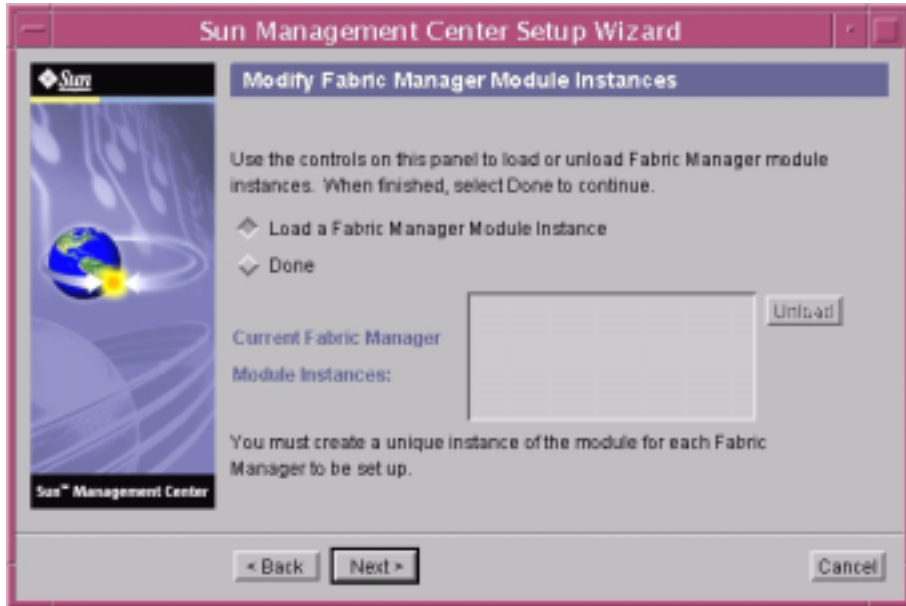 Sun Management Center Setup Wizard
Sun
Modify Fabric Manager Module Instances
Use the controls on this panel to load or unload Fabric Manager module
instances. When finished, select Done to continue.
Load a Fabric Manager Module Instance
Done
Unload
Current Fabric Manager
Module Instances:
You must create a unique instance of the module for each Fabric
Manager to be set up.
Sun™ Management Center
< Back
Next >
Cancel